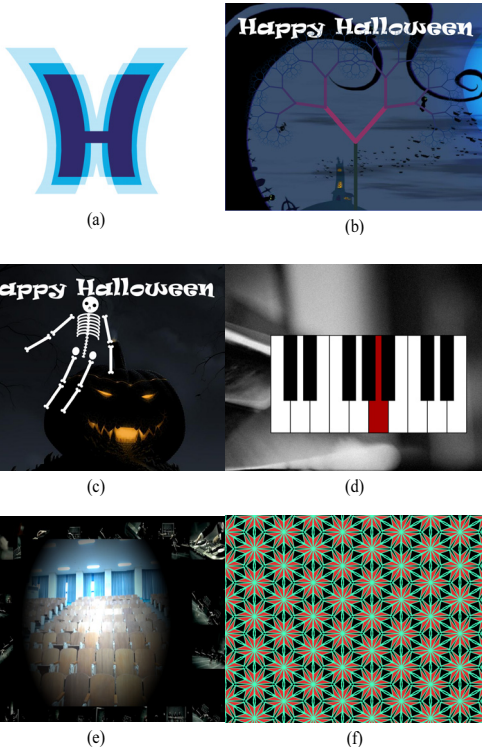 H
(a)
Happy Halloween
(b)
appy Halloween
(c)
(d)
(e)
(f)